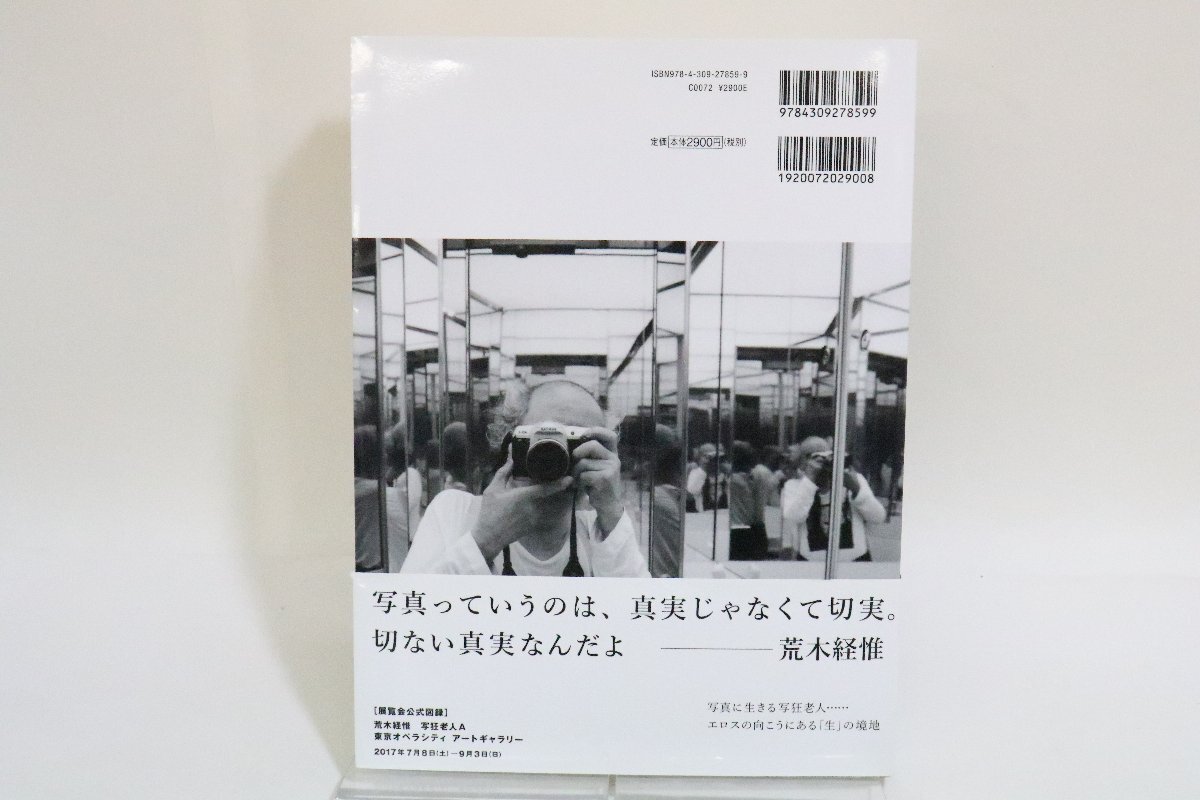 ISBN978-4-309-27859-9
C0072 ¥2900E
9784309278599
定価 本体2900円 (税別)
1920072029008
写真っていうのは、真実じゃなくて切実。
切ない真実なんだよ ────荒木経惟
[展覧会公式図録]
荒木経惟 写狂老人A
東京オペラシティ アートギャラリー
2017年7月8日(土)―9月3日(日)
写真に生きる写狂老人……
エロスの向こうにある「生」の境地